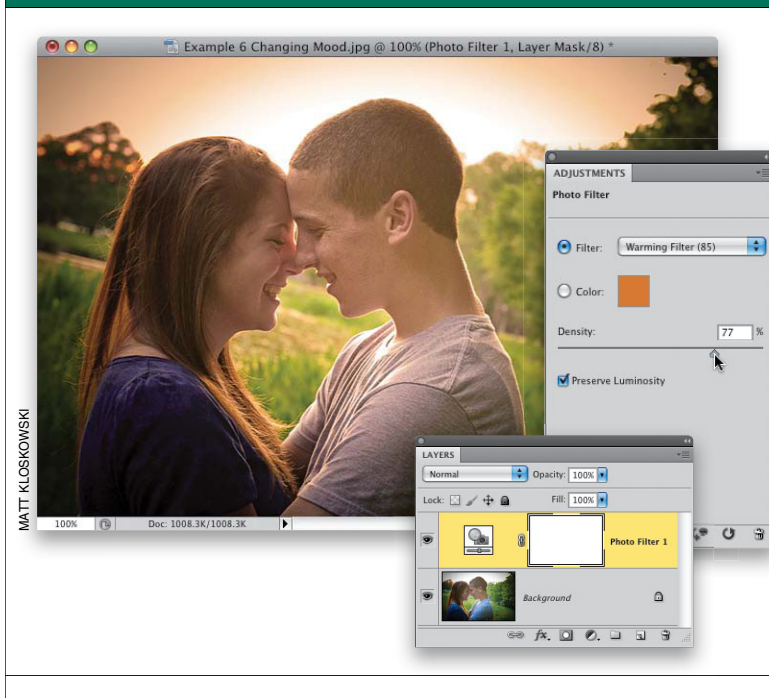 Example 6 Changing Mood.jpg @ 100% (Photo Filter 1, Layer Mask/8) *
ADJUSTMENTS
Photo Filter
Filter: Warming Filter (85)
Color:
Density: 77 %
Preserve Luminosity
MATT KLOSKOWSKI
100% Doc: 1008.3K/1008.3K
LAYERS
Normal Opacity: 100%
Lock: Fill: 100%
Photo Filter 1
Background
fx.